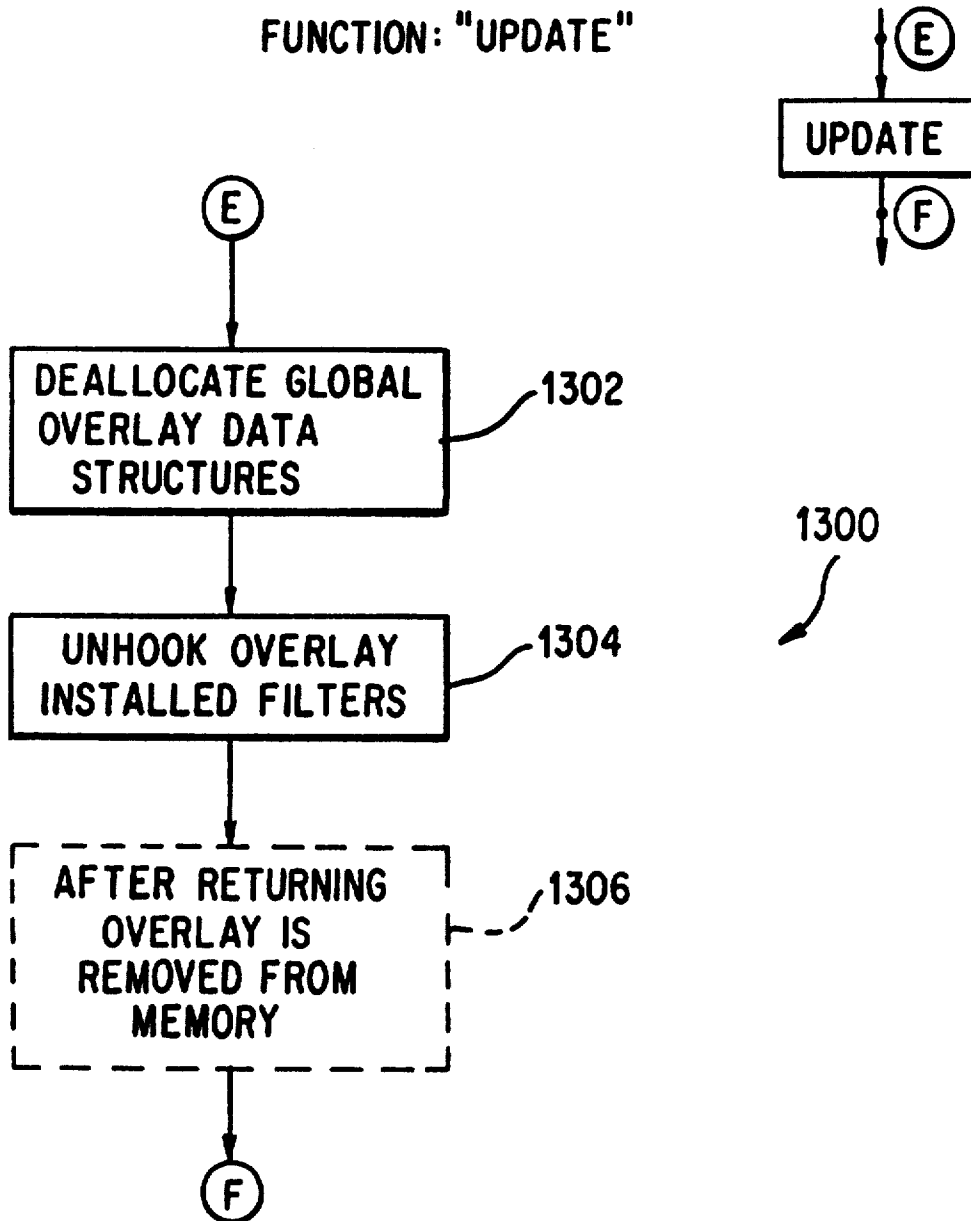 FUNCTION: "UPDATE"
E
UPDATE
F
E
DEALLOCATE GLOBAL
OVERLAY DATA
STRUCTURES
1302
1300
UNHOOK OVERLAY
INSTALLED FILTERS
1304
AFTER RETURNING
OVERLAY IS
REMOVED FROM
MEMORY
1306
F